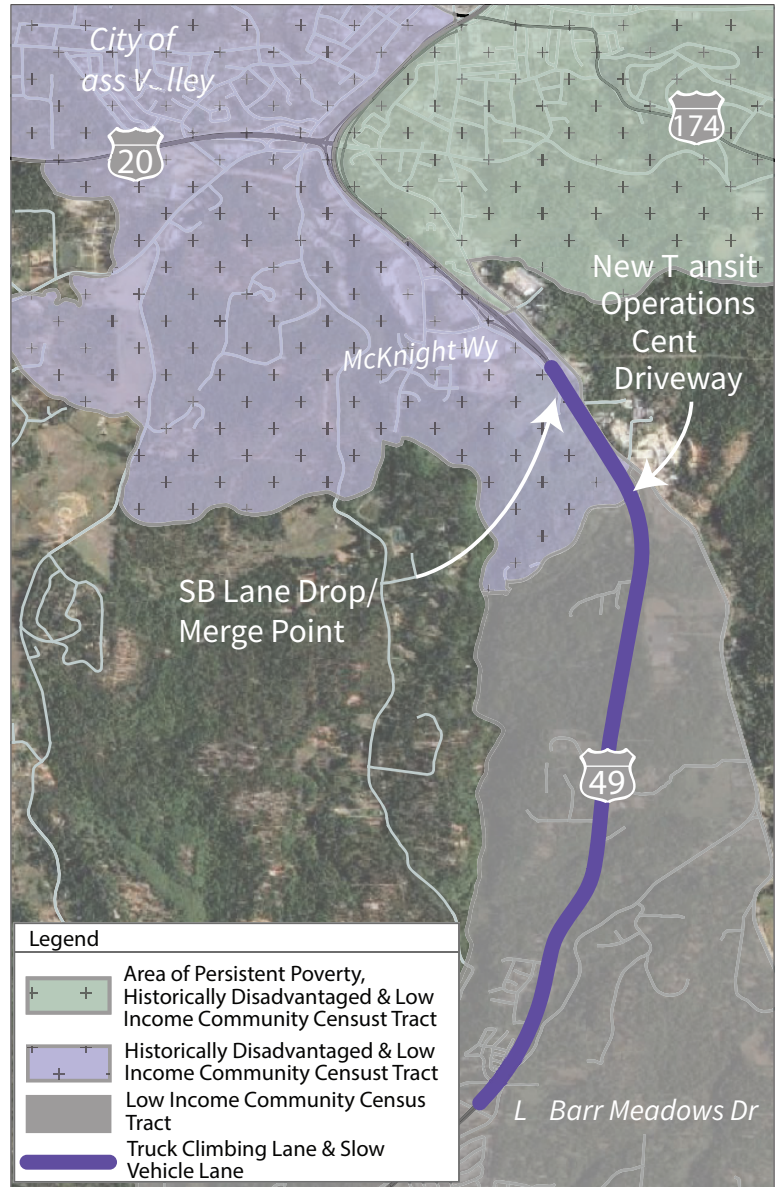 City of
ass V lley
20
174
New T ansit
Operations
Cent
Driveway
McKnight Wy
SB Lane Drop/
Merge Point
49
L Barr Meadows Dr
Legend
Area of Persistent Poverty,
Historically Disadvantaged & Low
Income Community Censust Tract
Historically Disadvantaged & Low
Income Community Censust Tract
Low Income Community Census
Tract
Truck Climbing Lane & Slow
Vehicle Lane